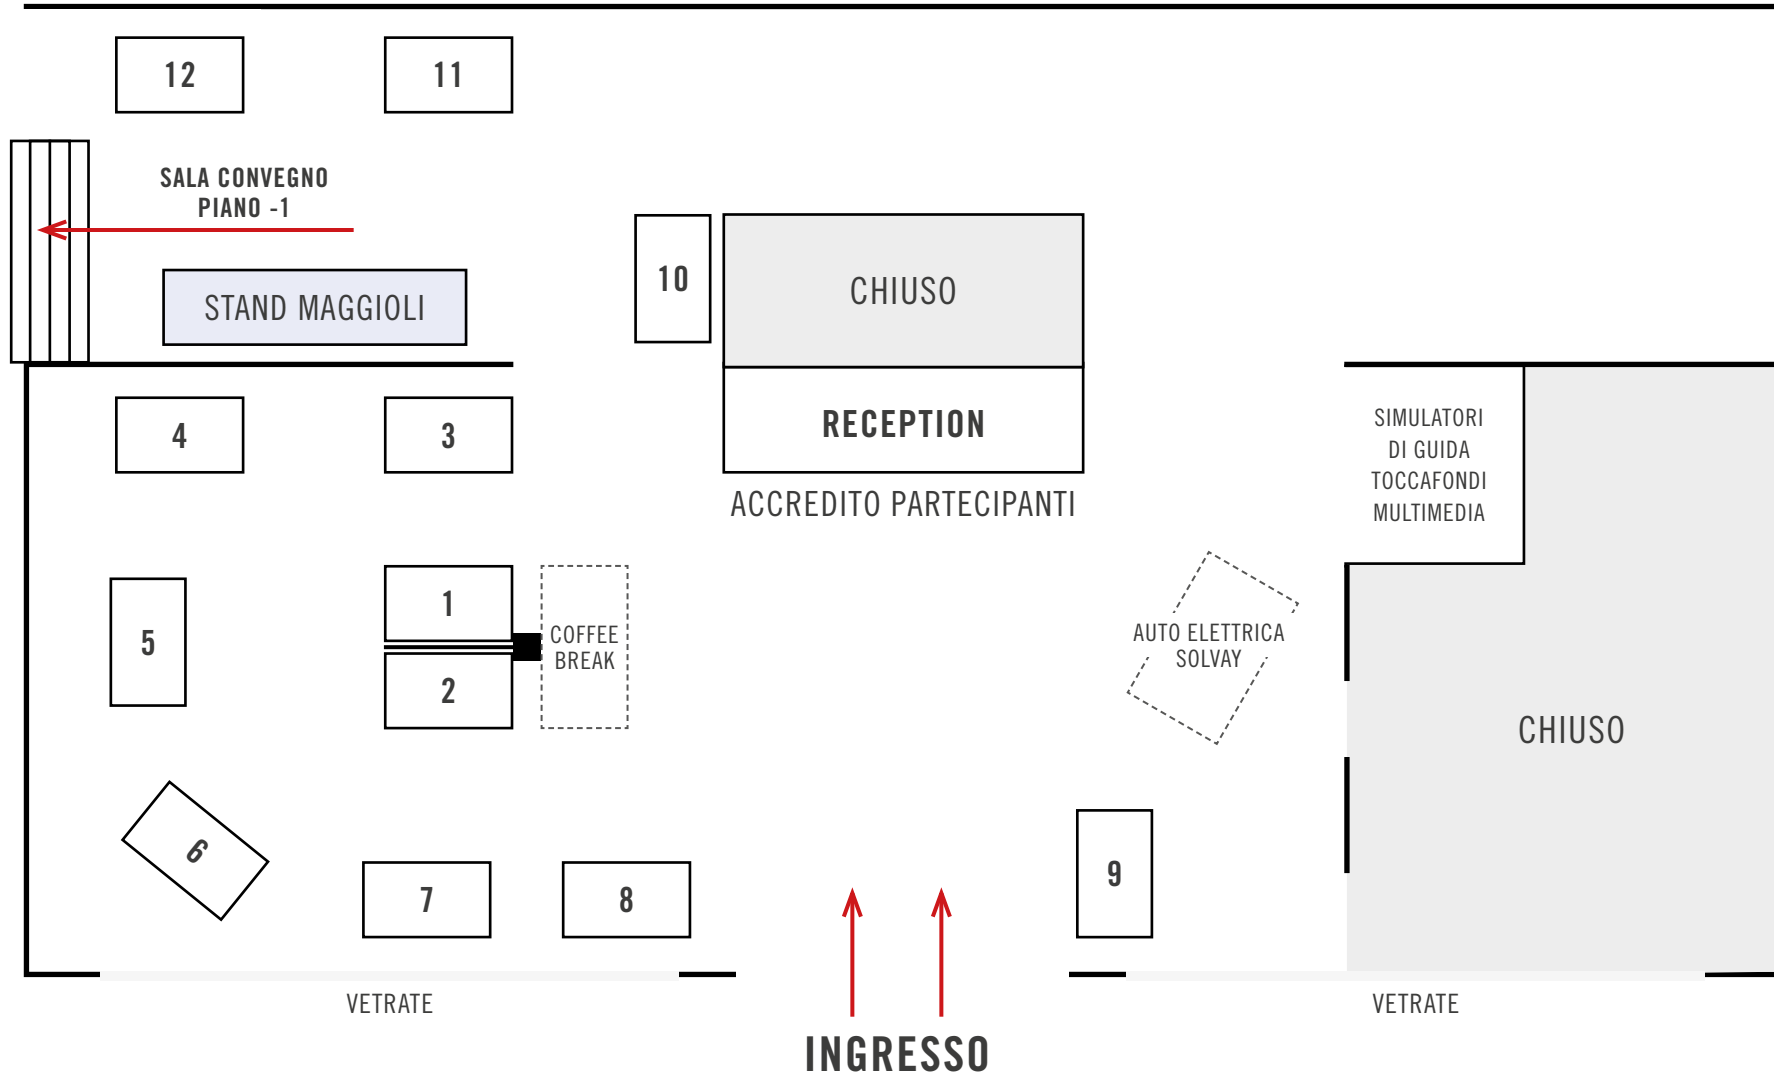 12
11
SALA CONVEGNO
PIANO -1
STAND MAGGIOLI
10
CHIUSO
RECEPTION
ACCREDITO PARTECIPANTI
SIMULATORI
DI GUIDA
TOCCAFONDI
MULTIMEDIA
4
3
1
2
COFFEE
BREAK
5
AUTO ELETTRICA
SOLVAY
CHIUSO
6
7
8
9
VETRATE
VETRATE
INGRESSO